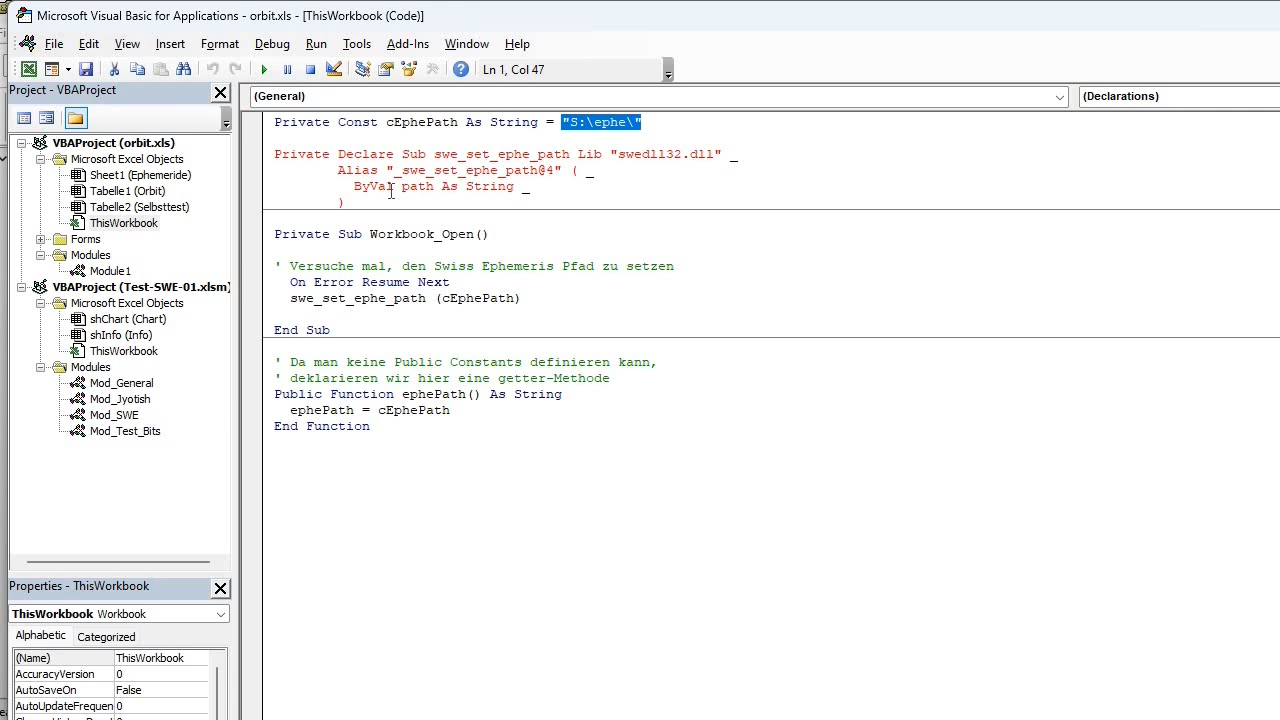 Microsoft Visual Basic for Applications - orbit.xls - [ThisWorkbook (Code)]
File Edit View Insert Format Debug Run Tools Add-Ins Window Help
Ln 1, Col 47
Project - VBAProject
VBAProject (orbit.xls)
Microsoft Excel Objects
Sheet1 (Ephemeride)
Tabelle1 (Orbit)
Tabelle2 (Selbsttest)
ThisWorkbook
Forms
Modules
Module1
VBAProject (Test-SWE-01.xlsm)
Microsoft Excel Objects
shChart (Chart)
shInfo (Info)
ThisWorkbook
Modules
Mod_General
Mod_Jyotish
Mod_SWE
Mod_Test_Bits
Properties - ThisWorkbook
ThisWorkbook Workbook
Alphabetic Categorized
(Name) ThisWorkbook
AccuracyVersion 0
AutoSaveOn False
AutoUpdateFrequen 0
(General) (Declarations)
Private Const cEphePath As String = "S:\ephe\"
Private Declare Sub swe_set_ephe_path Lib "swedll32.dll" _
Alias "_swe_set_ephe_path@4" ( _
ByVal path As String _
)
Private Sub Workbook_Open()
' Versuche mal, den Swiss Ephemeris Pfad zu setzen
On Error Resume Next
swe_set_ephe_path (cEphePath)
End Sub
' Da man keine Public Constants definieren kann,
' deklarieren wir hier eine getter-Methode
Public Function ephePath() As String
ephePath = cEphePath
End Function